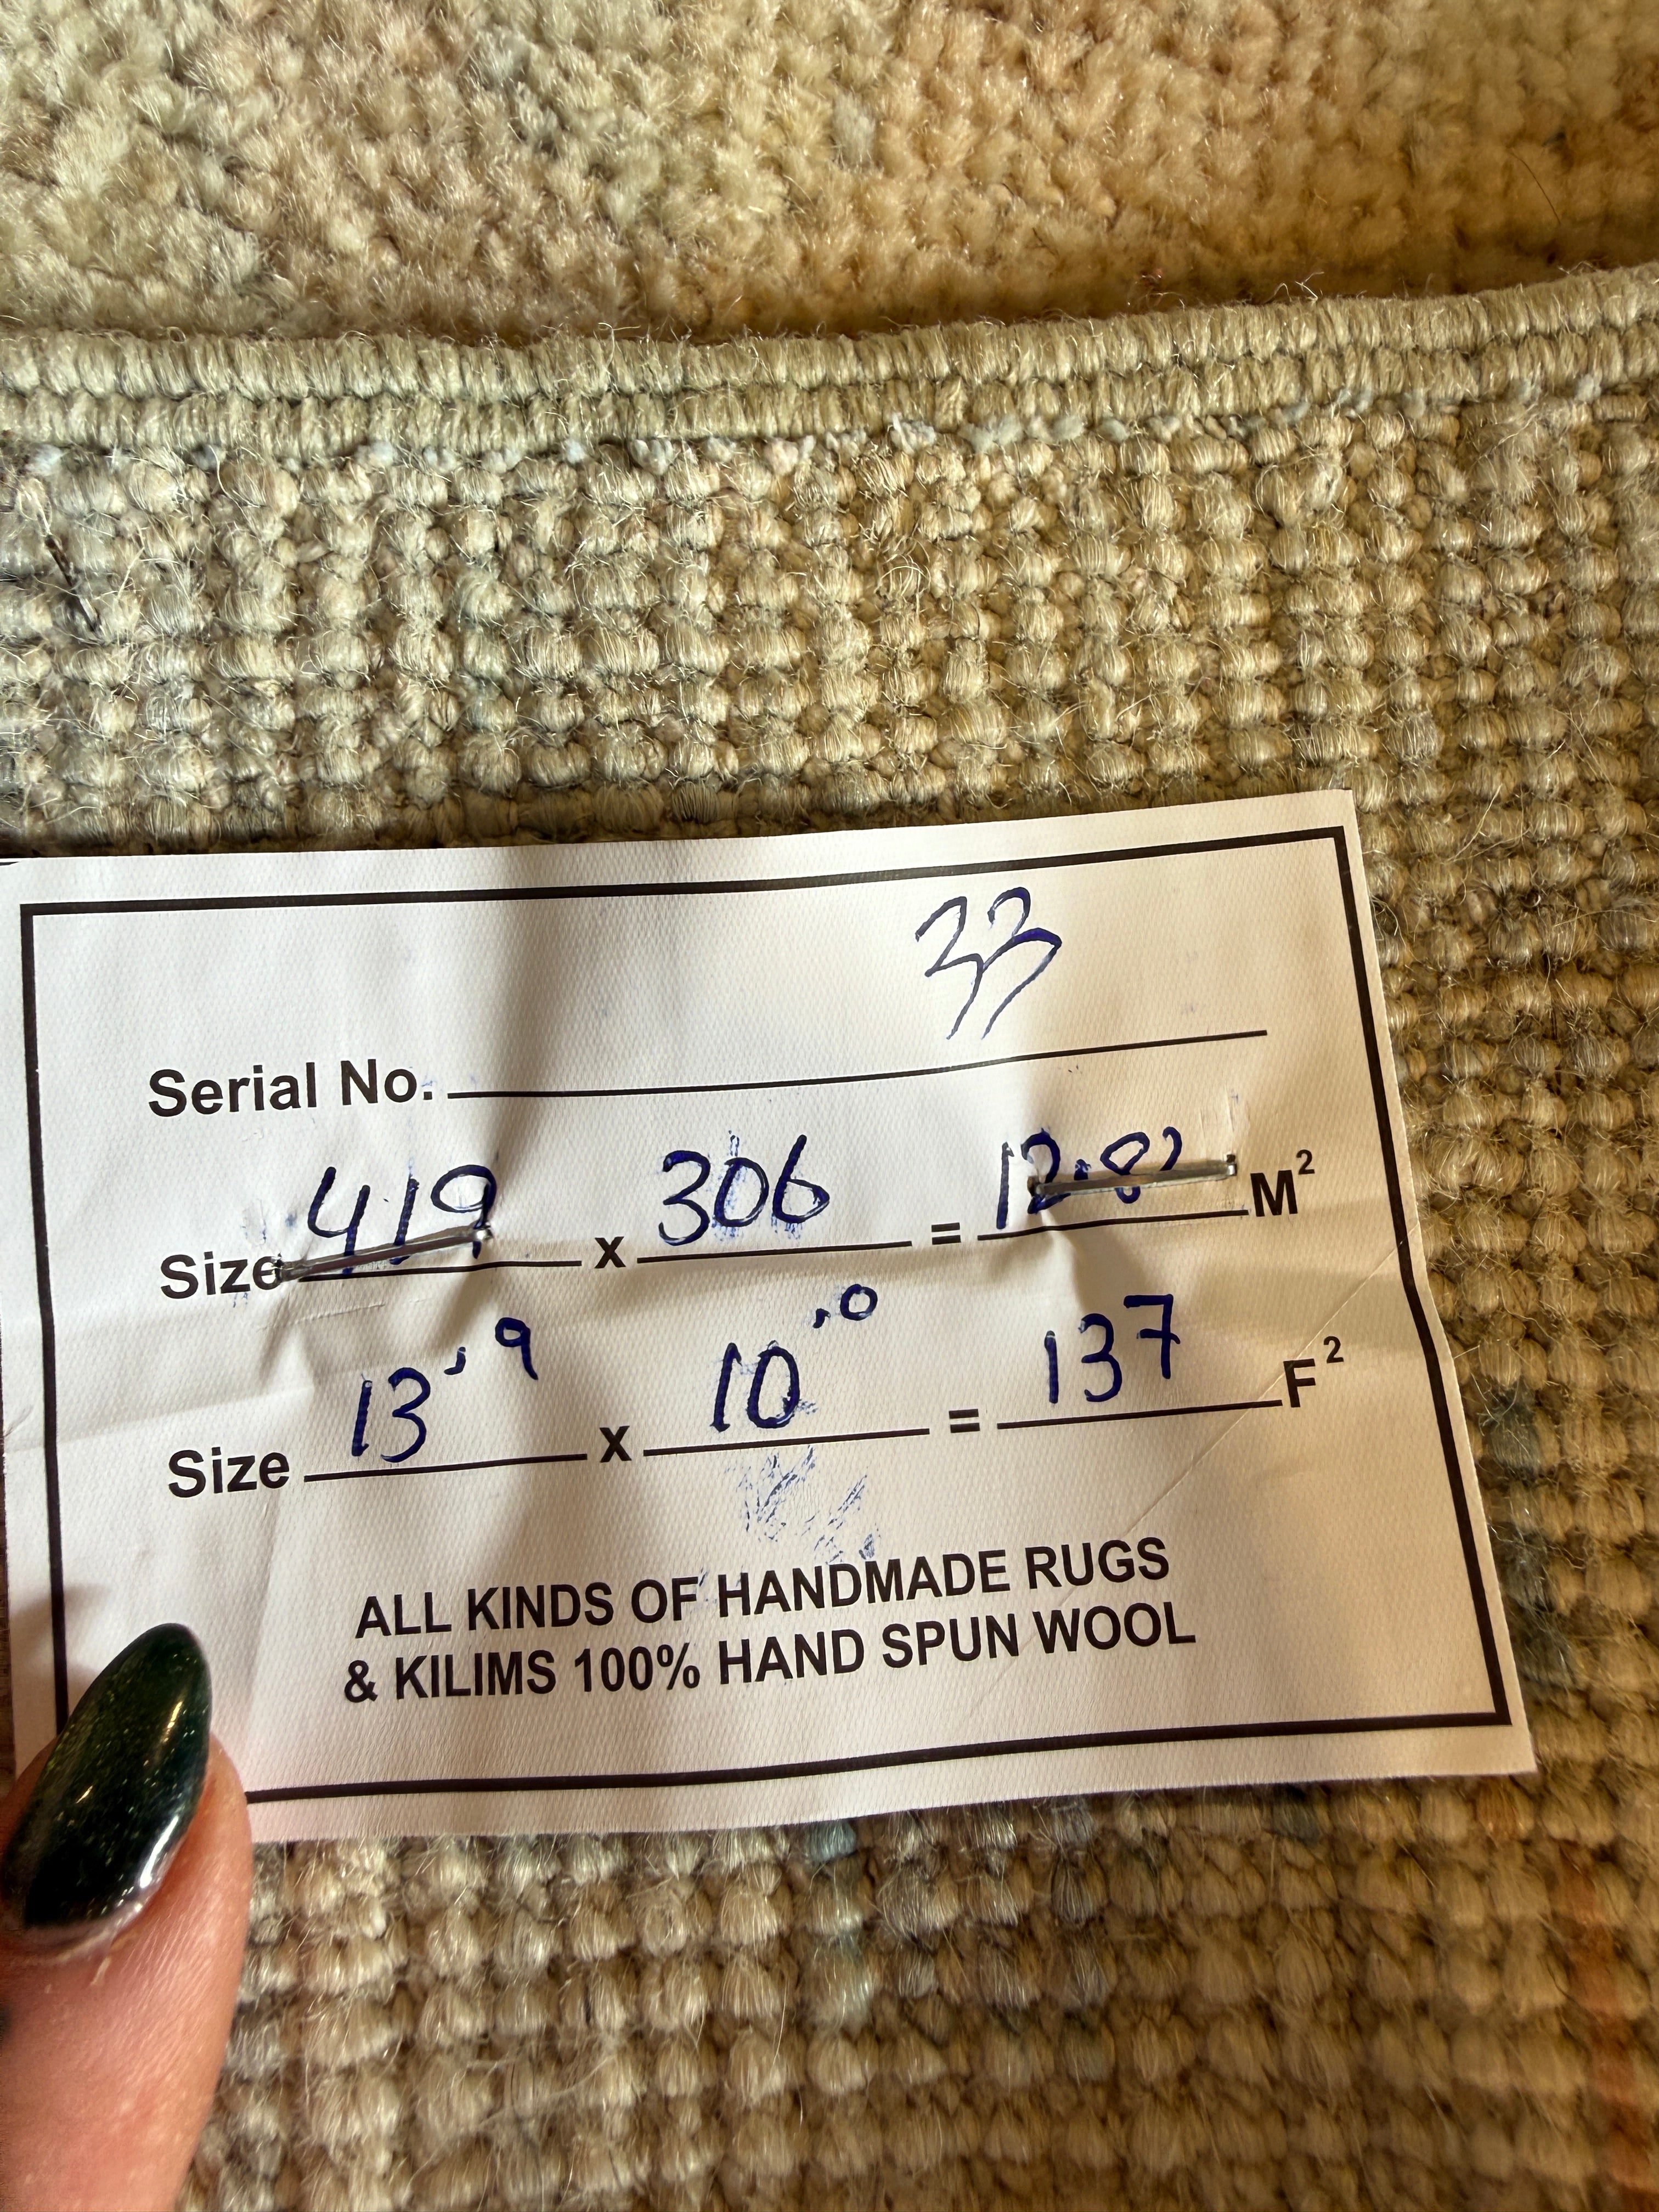 33
Serial No.
Size 419 x 306 = 12.82 M²
Size 13'9 x 10'0 = 137 F²
ALL KINDS OF HANDMADE RUGS
& KILIMS 100% HAND SPUN WOOL